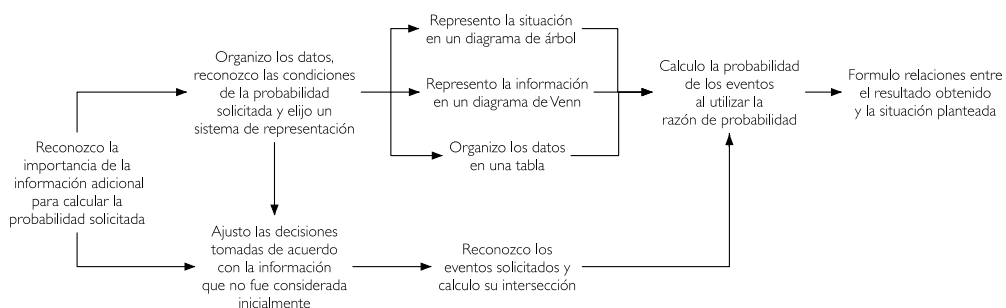 Reconozco la
importancia de la
información adicional
para calcular la
probabilidad solicitada
Organizo los datos,
reconozco las condiciones
de la probabilidad
solicitada y elijo un
sistema de representación
Ajusto las decisiones
tomadas de acuerdo
con la información
que no fue considerada
inicialmente
Represento la situación
en un diagrama de árbol
Represento la información
en un diagrama de Venn
Organizo los datos
en una tabla
Reconozco los
eventos solicitados y
calculo su intersección
Calculo la probabilidad
de los eventos
al utilizar la
razón de probabilidad
Formulo relaciones entre
el resultado obtenido
y la situación planteada